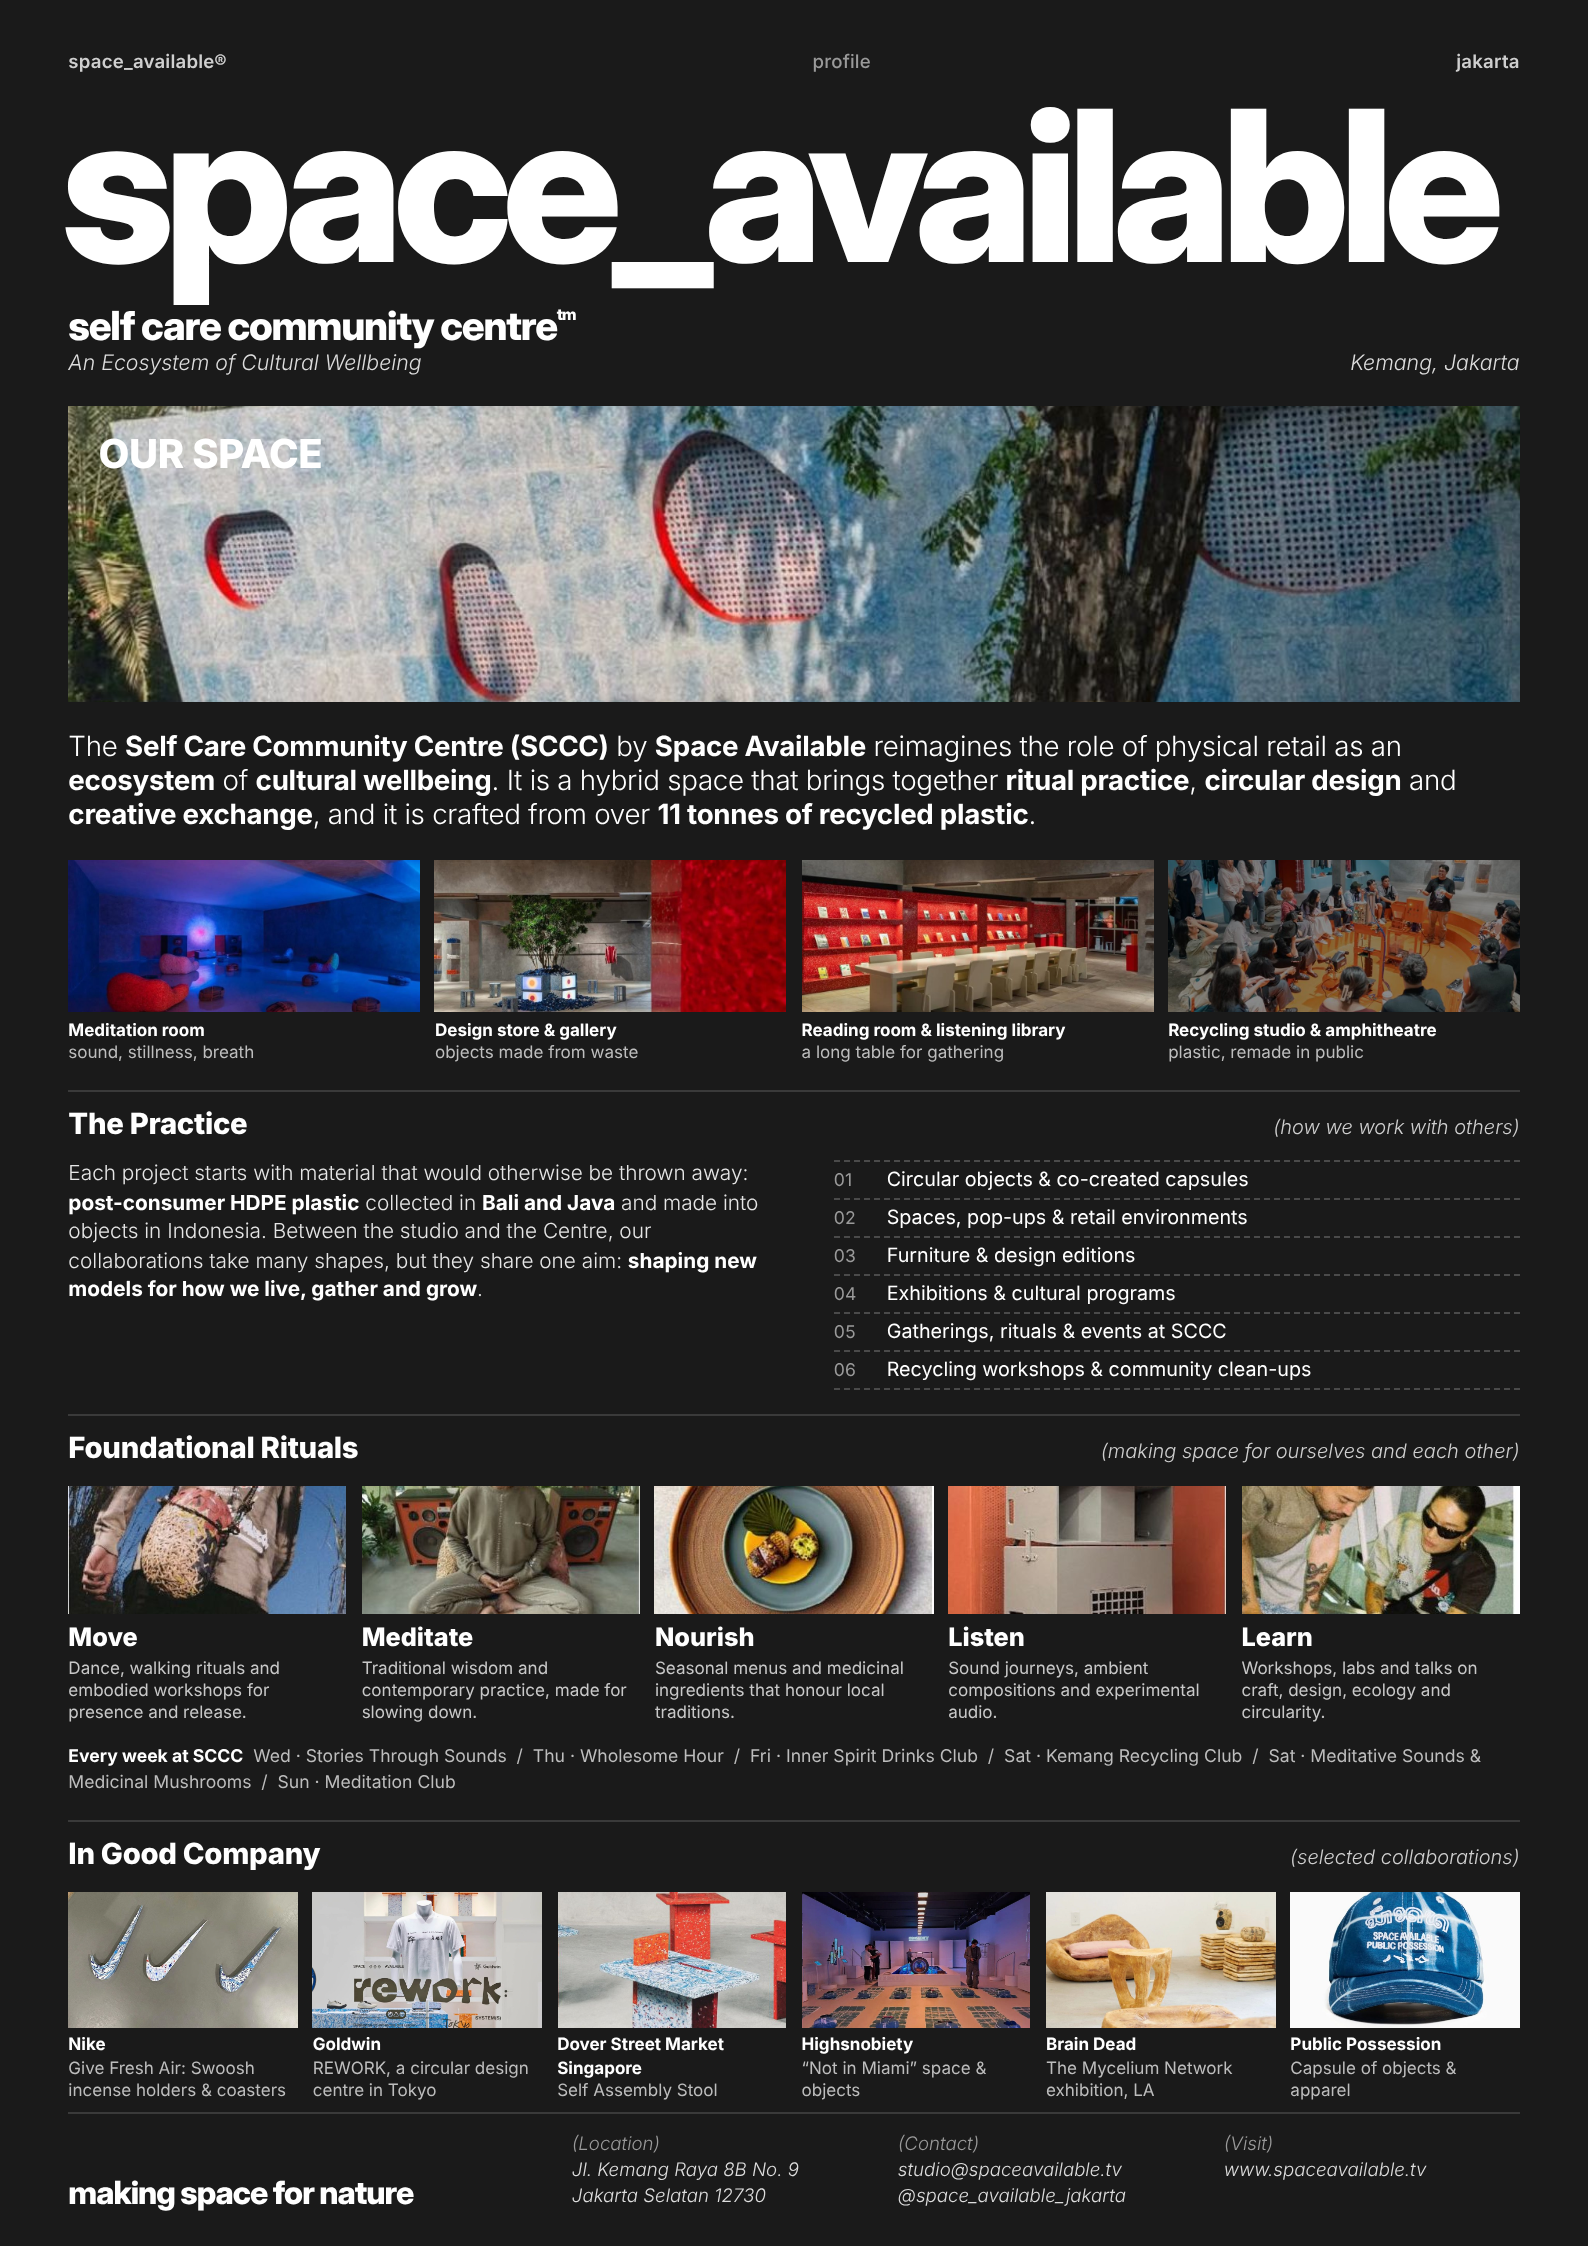 space_available®
profile
jakarta
space_available
self care community centre™
An Ecosystem of Cultural Wellbeing
Kemang, Jakarta
OUR SPACE
The Self Care Community Centre (SCCC) by Space Available reimagines the role of physical retail as an
ecosystem of cultural wellbeing. It is a hybrid space that brings together ritual practice, circular design and
creative exchange, and it is crafted from over 11 tonnes of recycled plastic.
Meditation room
sound, stillness, breath
Design store & gallery
objects made from waste
Reading room & listening library
a long table for gathering
Recycling studio & amphitheatre
plastic, remade in public
The Practice
(how we work with others)
Each project starts with material that would otherwise be thrown away:
post-consumer HDPE plastic collected in Bali and Java and made into
objects in Indonesia. Between the studio and the Centre, our
collaborations take many shapes, but they share one aim: shaping new
models for how we live, gather and grow.
01 Circular objects & co-created capsules
02 Spaces, pop-ups & retail environments
03 Furniture & design editions
04 Exhibitions & cultural programs
05 Gatherings, rituals & events at SCCC
06 Recycling workshops & community clean-ups
Foundational Rituals
(making space for ourselves and each other)
Move
Dance, walking rituals and
embodied workshops for
presence and release.
Meditate
Traditional wisdom and
contemporary practice, made for
slowing down.
Nourish
Seasonal menus and medicinal
ingredients that honour local
traditions.
Listen
Sound journeys, ambient
compositions and experimental
audio.
Learn
Workshops, labs and talks on
craft, design, ecology and
circularity.
Every week at SCCC Wed · Stories Through Sounds / Thu · Wholesome Hour / Fri · Inner Spirit Drinks Club / Sat · Kemang Recycling Club / Sat · Meditative Sounds &
Medicinal Mushrooms / Sun · Meditation Club
In Good Company
(selected collaborations)
rework:
SPACE AVAILABLE
PUBLIC POSSESSION
Nike
Give Fresh Air: Swoosh
incense holders & coasters
Goldwin
REWORK, a circular design
centre in Tokyo
Dover Street Market
Singapore
Self Assembly Stool
Highsnobiety
“Not in Miami” space &
objects
Brain Dead
The Mycelium Network
exhibition, LA
Public Possession
Capsule of objects &
apparel
making space for nature
(Location)
Jl. Kemang Raya 8B No. 9
Jakarta Selatan 12730
(Contact)
studio@spaceavailable.tv
@space_available_jakarta
(Visit)
www.spaceavailable.tv